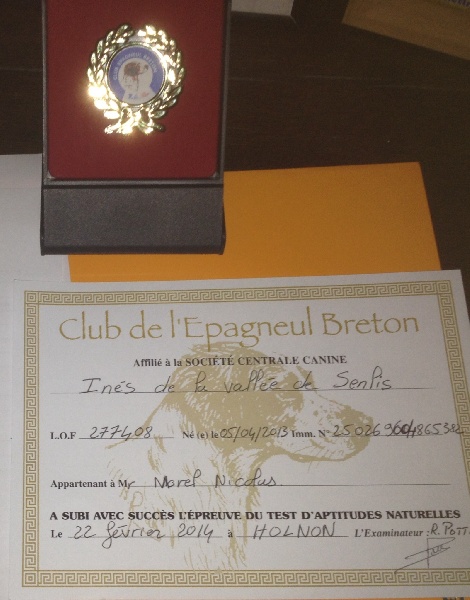 Club de l'Epagneul Breton
Affilié à la SOCIÉTÉ CENTRALE CANINE
Inés de la vallée de Senlis
L.O.F 277408 Né(e) le 05/04/2013 Imm. N°
Appartenant à Mr Morel Nicolas
A SUBI AVEC SUCCÈS L'ÉPREUVE DU TEST D'APTITUDES NATURELLES
Le 22 février 2014 à HOLNON L'Examinateur :